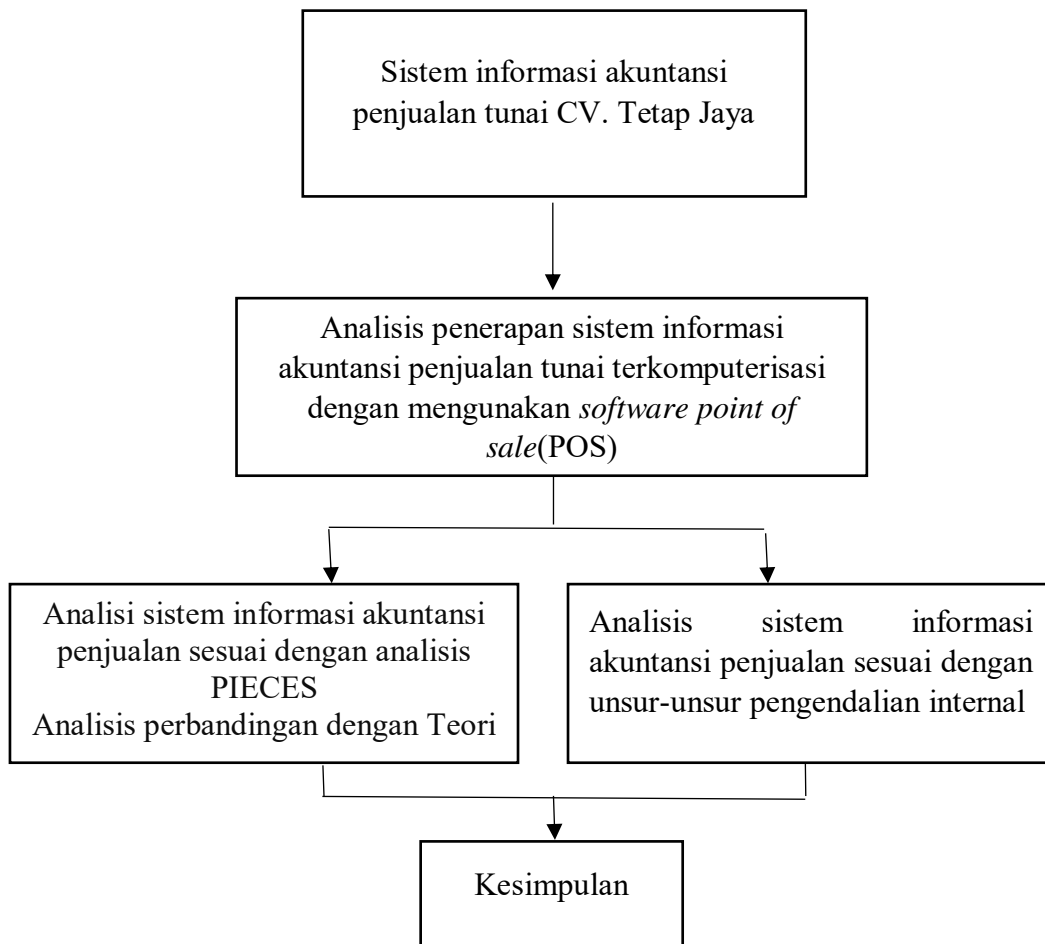 Sistem informasi akuntansi
penjualan tunai CV. Tetap Jaya
Analisis penerapan sistem informasi
akuntansi penjualan tunai terkomputerisasi
dengan mengunakan software point of
sale(POS)
Analisi sistem informasi akuntansi
penjualan sesuai dengan analisis
PIECES
Analisis perbandingan dengan Teori
Analisis sistem informasi
akuntansi penjualan sesuai dengan
unsur-unsur pengendalian internal
Kesimpulan